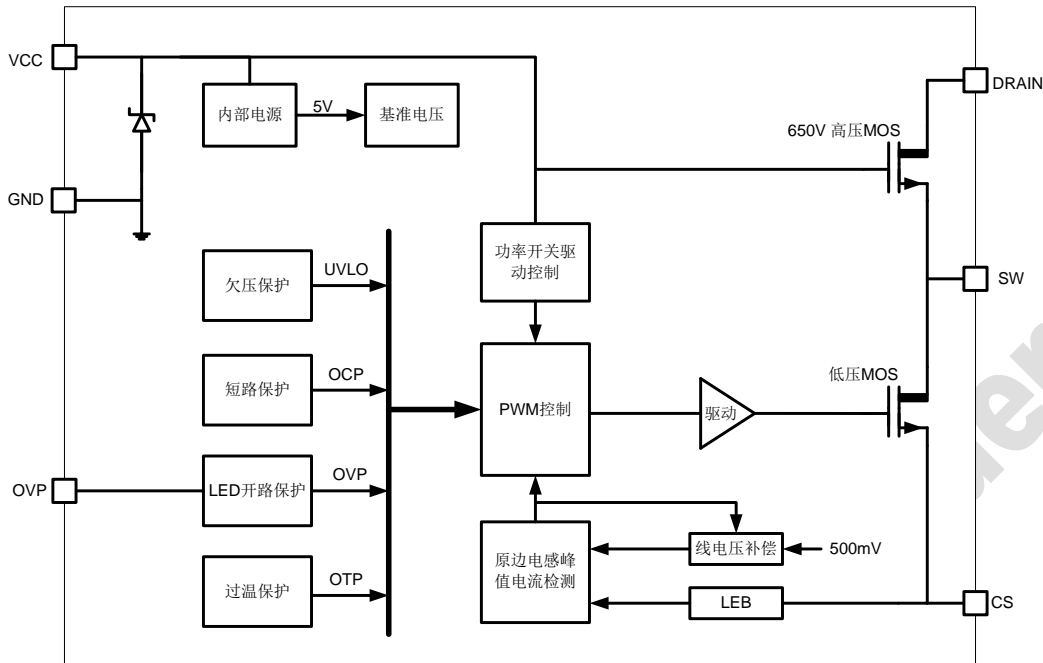 VCC
DRAIN
内部电源
5V
基准电压
650V 高压MOS
GND
功率开关驱
动控制
欠压保护
UVLO
SW
短路保护
OCP
PWM控制
驱动
低压MOS
OVP
LED开路保护
OVP
原边电感峰
值电流检测
线电压补偿
500mV
过温保护
OTP
LEB
CS